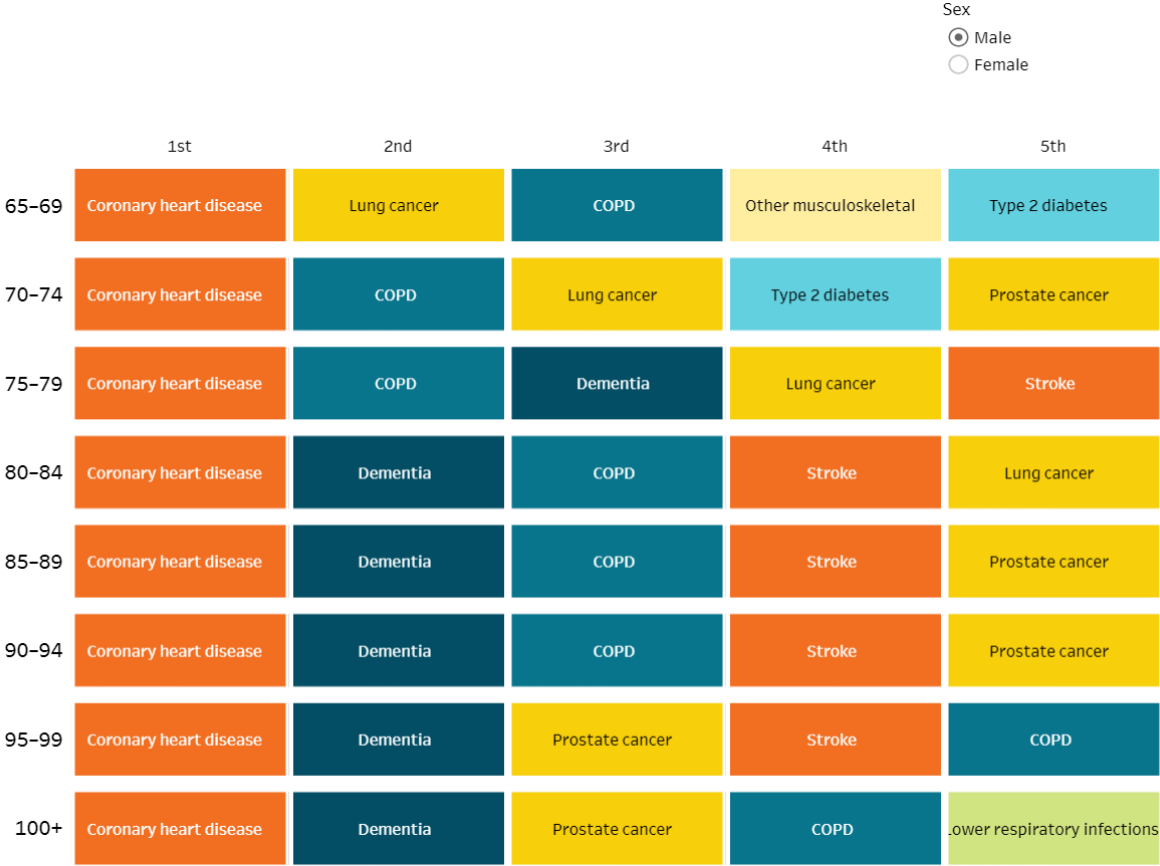 Sex
Male
Female
1st 2nd 3rd 4th 5th
65–69 Coronary heart disease Lung cancer COPD Other musculoskeletal Type 2 diabetes
70–74 Coronary heart disease COPD Lung cancer Type 2 diabetes Prostate cancer
75–79 Coronary heart disease COPD Dementia Lung cancer Stroke
80–84 Coronary heart disease Dementia COPD Stroke Lung cancer
85–89 Coronary heart disease Dementia COPD Stroke Prostate cancer
90–94 Coronary heart disease Dementia COPD Stroke Prostate cancer
95–99 Coronary heart disease Dementia Prostate cancer Stroke COPD
100+ Coronary heart disease Dementia Prostate cancer COPD ower respiratory infections